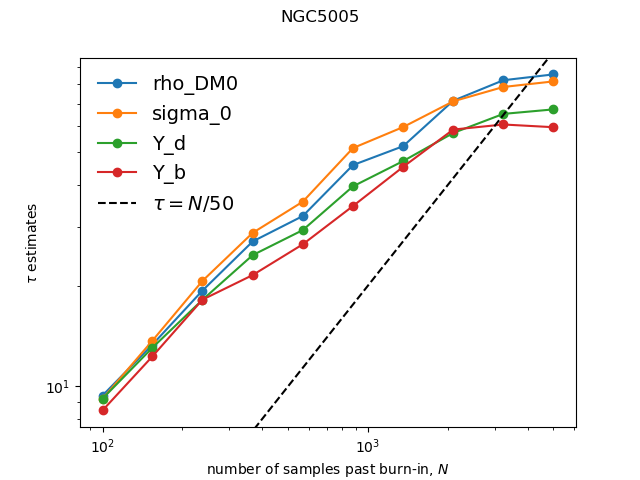 NGC5005
rho_DM0
sigma_0
Y_d
Y_b
τ = N/50
τ estimates
10¹
10² 10³
number of samples past burn-in, N